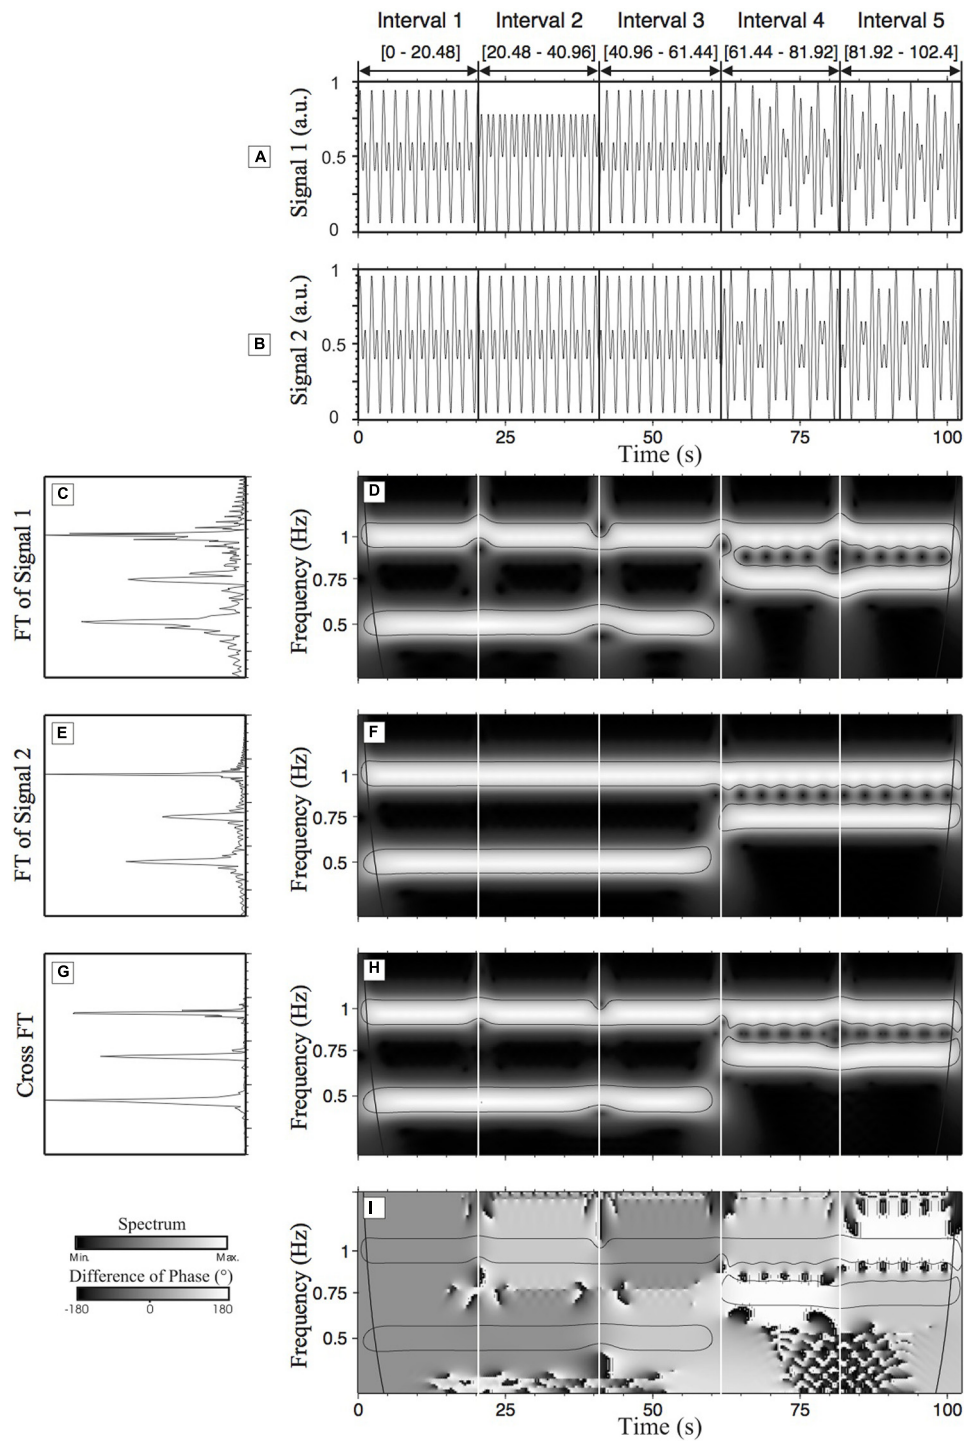 Interval 1 Interval 2 Interval 3 Interval 4 Interval 5
[0 - 20.48] [20.48 - 40.96] [40.96 - 61.44] [61.44 - 81.92] [81.92 - 102.4]
A
Signal 1 (a.u.)
1
0.5
0
B
Signal 2 (a.u.)
1
0.5
0
0 25 50 75 100
Time (s)
C
FT of Signal 1
D
Frequency (Hz)
1
0.75
0.5
E
FT of Signal 2
F
Frequency (Hz)
1
0.75
0.5
G
Cross FT
H
Frequency (Hz)
1
0.75
0.5
Spectrum
Min. Max.
Difference of Phase (°)
-180 0 180
I
Frequency (Hz)
1
0.75
0.5
0 25 50 75 100
Time (s)